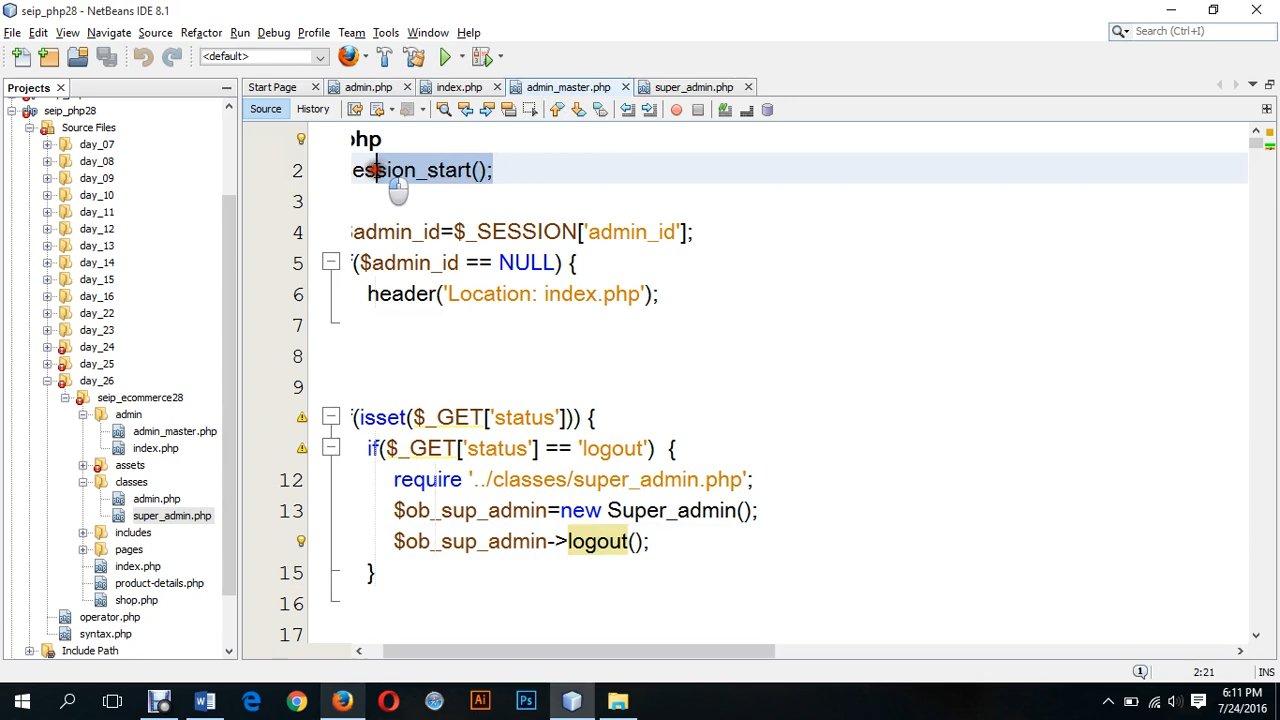 seip_php28 - NetBeans IDE 8.1
File Edit View Navigate Source Refactor Run Debug Profile Team Tools Window Help
Search (Ctrl+I)
<default>
Projects
Start Page admin.php index.php admin_master.php super_admin.php
Source History
seip_php28
Source Files
day_07
day_08
day_09
day_10
day_11
day_12
day_13
day_14
day_15
day_16
day_22
day_23
day_24
day_25
day_26
seip_ecommerce28
admin
admin_master.php
index.php
assets
classes
admin.php
super_admin.php
includes
pages
index.php
product-details.php
shop.php
operator.php
syntax.php
Include Path
php
2 ession_start();
3
4 $admin_id=$_SESSION['admin_id'];
5 f($admin_id == NULL) {
6 header('Location: index.php');
7
8
9
f(isset($_GET['status'])) {
if($_GET['status'] == 'logout') {
12 require '../classes/super_admin.php';
13 $ob_sup_admin=new Super_admin();
$ob_sup_admin->logout();
15 }
16
17
1 2:21 INS
6:11 PM
7/24/2016